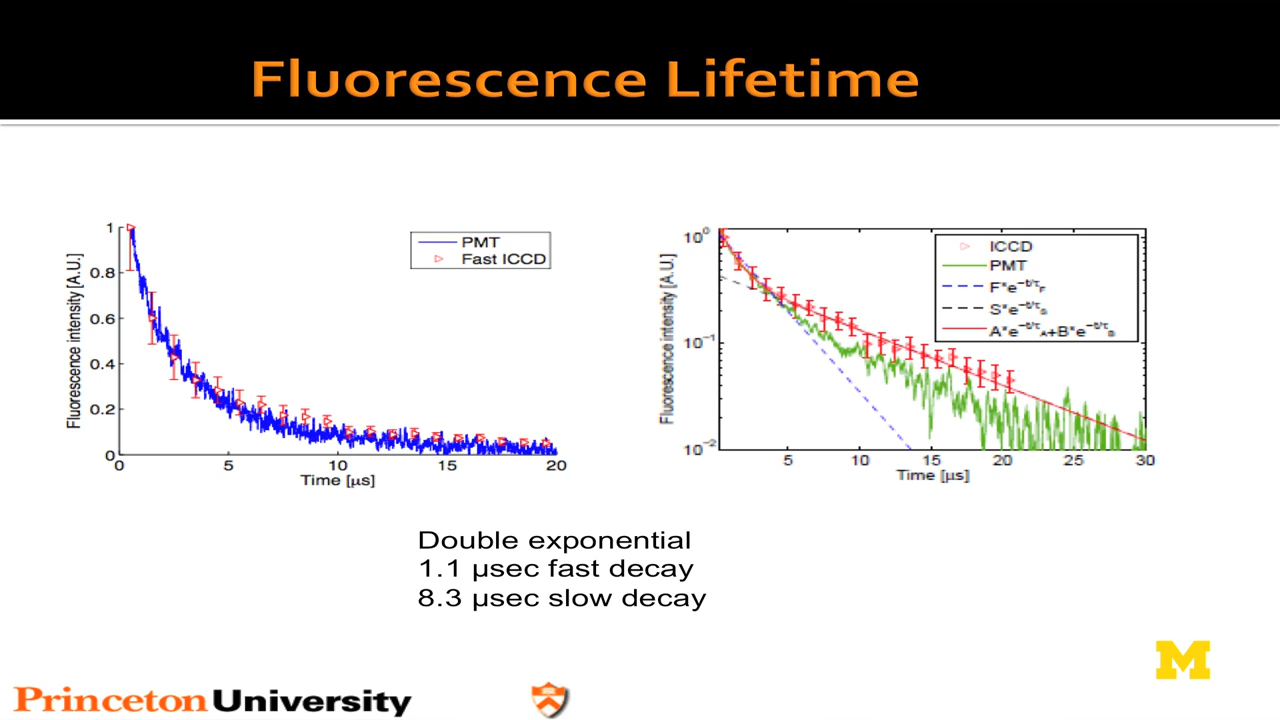 Fluorescence Lifetime
Fluorescence intensity [A.U.]
1
0.8
0.6
0.4
0.2
0
0 5 10 15 20
Time [µs]
PMT
Fast ICCD
Fluorescence intensity [A.U.]
10⁰
10⁻¹
10⁻²
5 10 15 20 25 30
Time [µs]
ICCD
PMT
F*e^-t/τ_F
S*e^-t/τ_S
A*e^-t/τ_A+B*e^-t/τ_B
Double exponential
1.1 µsec fast decay
8.3 µsec slow decay
M
Princeton University